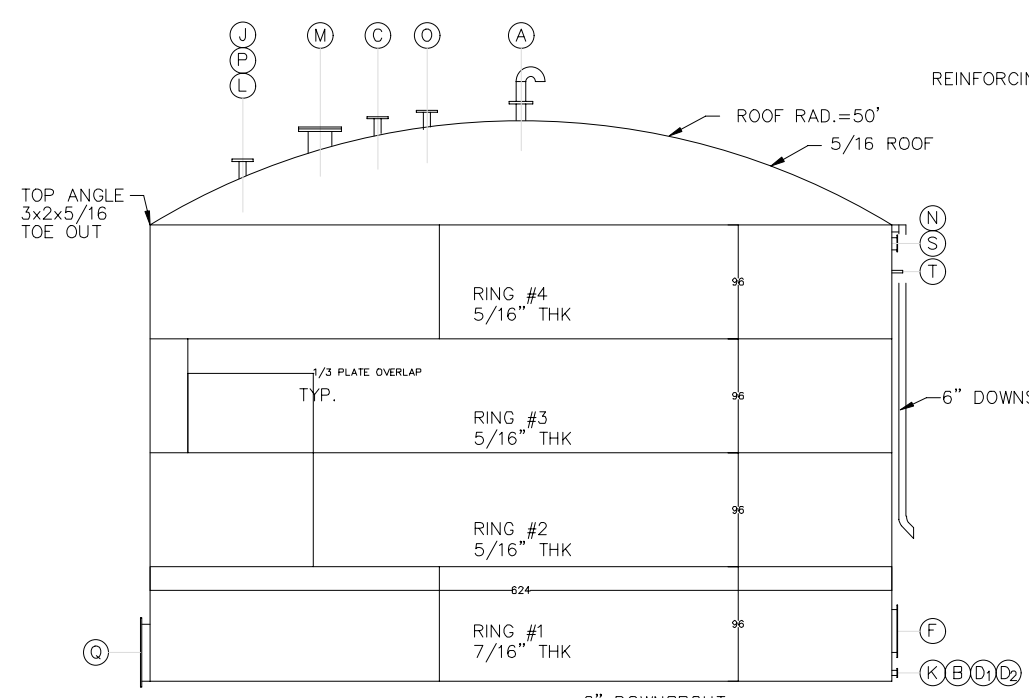 J
P
L
M
C
O
A
REINFORCIN
ROOF RAD.=50'
5/16 ROOF
TOP ANGLE
3x2x5/16
TOE OUT
N
S
T
96
RING #4
5/16" THK
1/3 PLATE OVERLAP
TYP.
96
6" DOWNS
RING #3
5/16" THK
96
RING #2
5/16" THK
624
96
RING #1
7/16" THK
Q
F
K B D1 D2